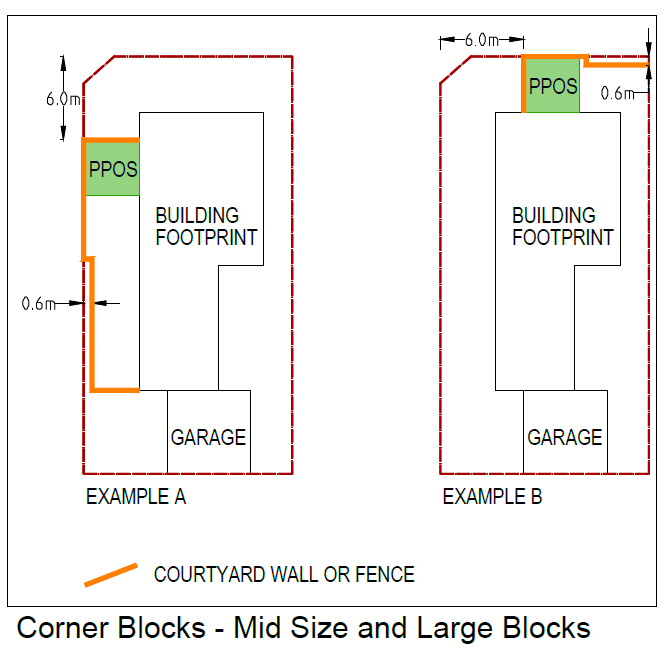 6.0m
6.0m
PPOS
0.6m
PPOS
BUILDING
FOOTPRINT
BUILDING
FOOTPRINT
0.6m
GARAGE
GARAGE
EXAMPLE A
EXAMPLE B
COURTYARD WALL OR FENCE
Corner Blocks - Mid Size and Large Blocks